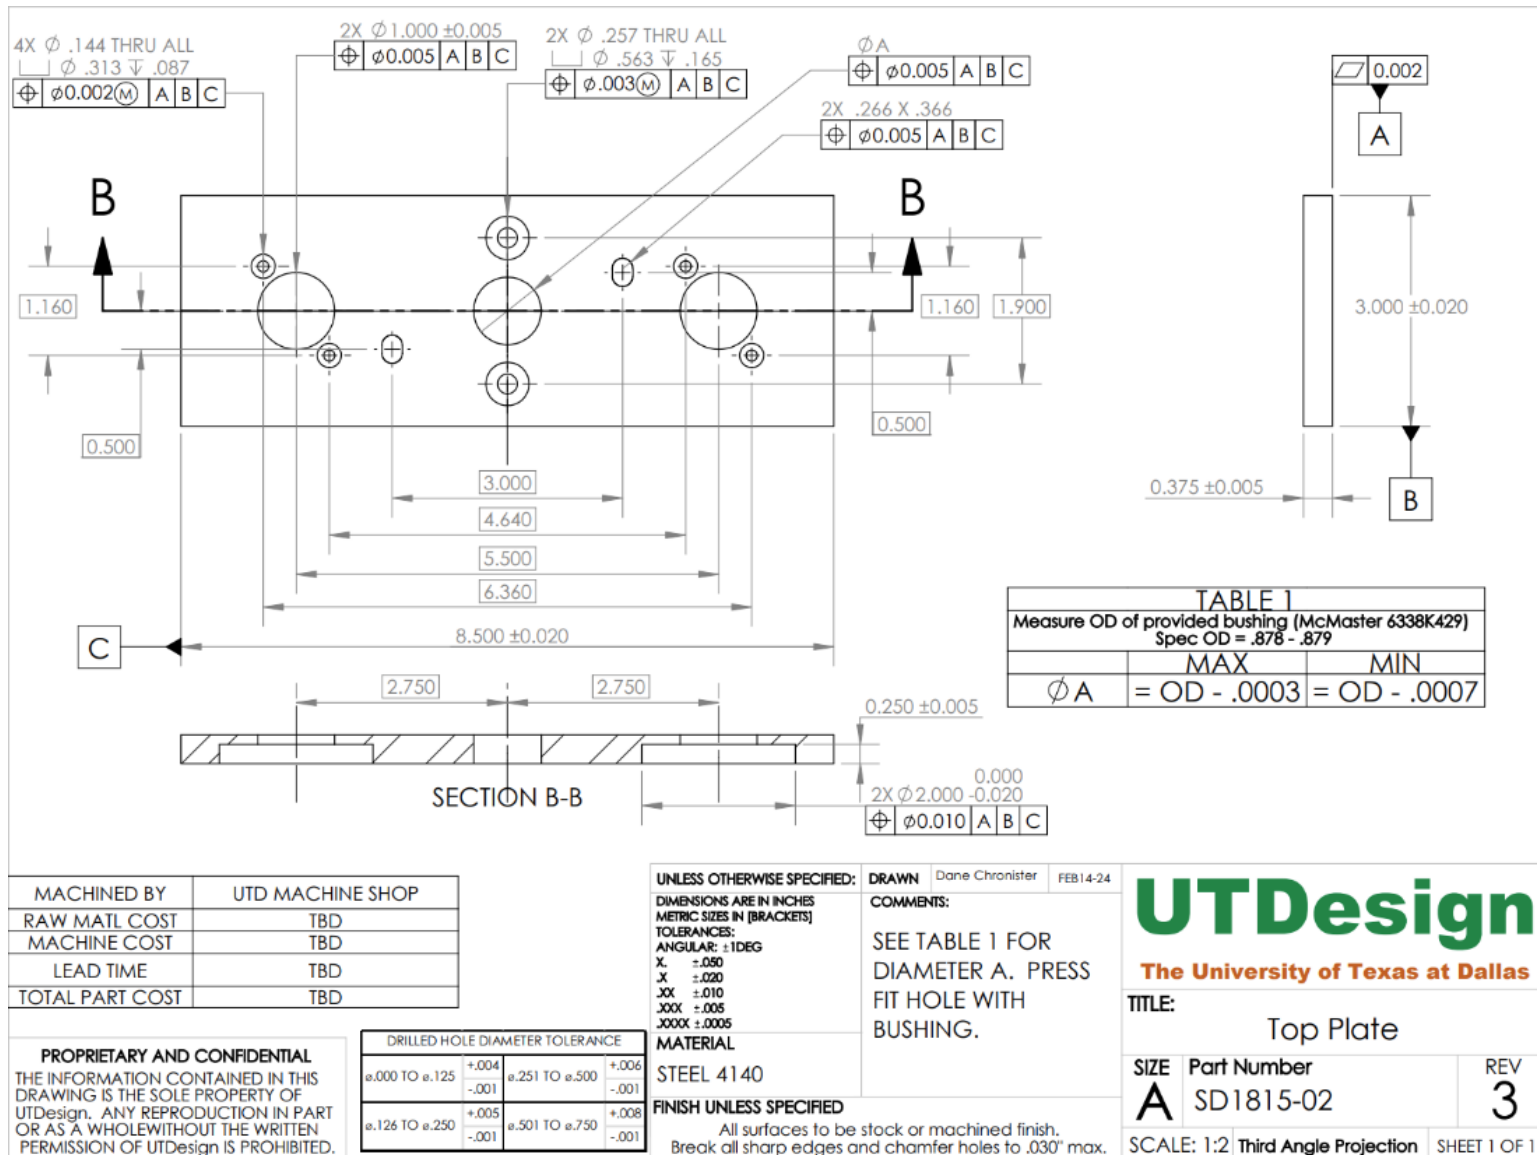 4X ⌀ .144 THRU ALL
⌴ ⌀ .313 ↧ .087
⌖ ⌀0.002Ⓜ A B C
2X ⌀1.000 ±0.005
⌖ ⌀0.005 A B C
2X ⌀ .257 THRU ALL
⌴ ⌀ .563 ↧ .165
⌖ ⌀.003Ⓜ A B C
⌀A
⌖ ⌀0.005 A B C
2X .266 X .366
⌖ ⌀0.005 A B C
⏥ 0.002
A
B
B
1.160
1.160
1.900
3.000 ±0.020
0.500
0.500
3.000
4.640
5.500
6.360
8.500 ±0.020
C
0.375 ±0.005
B
2.750
2.750
0.250 ±0.005
SECTION B-B
0.000
2X ⌀2.000 -0.020
⌖ ⌀0.010 A B C
TABLE 1
Measure OD of provided bushing (McMaster 6338K429)
Spec OD = .878 - .879
MAX MIN
⌀A = OD - .0003 = OD - .0007
MACHINED BY UTD MACHINE SHOP
RAW MATL COST TBD
MACHINE COST TBD
LEAD TIME TBD
TOTAL PART COST TBD
PROPRIETARY AND CONFIDENTIAL
THE INFORMATION CONTAINED IN THIS
DRAWING IS THE SOLE PROPERTY OF
UTDesign. ANY REPRODUCTION IN PART
OR AS A WHOLEWITHOUT THE WRITTEN
PERMISSION OF UTDesign IS PROHIBITED.
DRILLED HOLE DIAMETER TOLERANCE
ø.000 TO ø.125 +.004 -.001 ø.251 TO ø.500 +.006 -.001
ø.126 TO ø.250 +.005 -.001 ø.501 TO ø.750 +.008 -.001
UNLESS OTHERWISE SPECIFIED:
DIMENSIONS ARE IN INCHES
METRIC SIZES IN [BRACKETS]
TOLERANCES:
ANGULAR: ±1DEG
X. ±.050
.X ±.020
.XX ±.010
.XXX ±.005
.XXXX ±.0005
MATERIAL
STEEL 4140
FINISH UNLESS SPECIFIED
All surfaces to be stock or machined finish.
Break all sharp edges and chamfer holes to .030" max.
DRAWN Dane Chronister FEB14-24
COMMENTS:
SEE TABLE 1 FOR
DIAMETER A. PRESS
FIT HOLE WITH
BUSHING.
UTDesign
The University of Texas at Dallas
TITLE:
Top Plate
SIZE Part Number REV
A SD1815-02 3
SCALE: 1:2 Third Angle Projection SHEET 1 OF 1